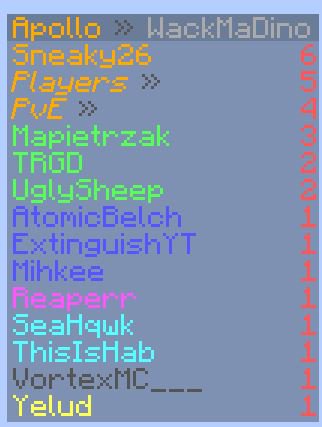 Apollo » WackMaDino
Sneaky26 6
Players » 5
PvE » 4
Mapietrzak 3
TRGD 2
UglySheep 2
AtomicBelch 1
ExtinguishYT 1
Mihkee 1
Reaperr 1
SeaHqwk 1
ThisIsHab 1
VortexMC___ 1
Yelud 1